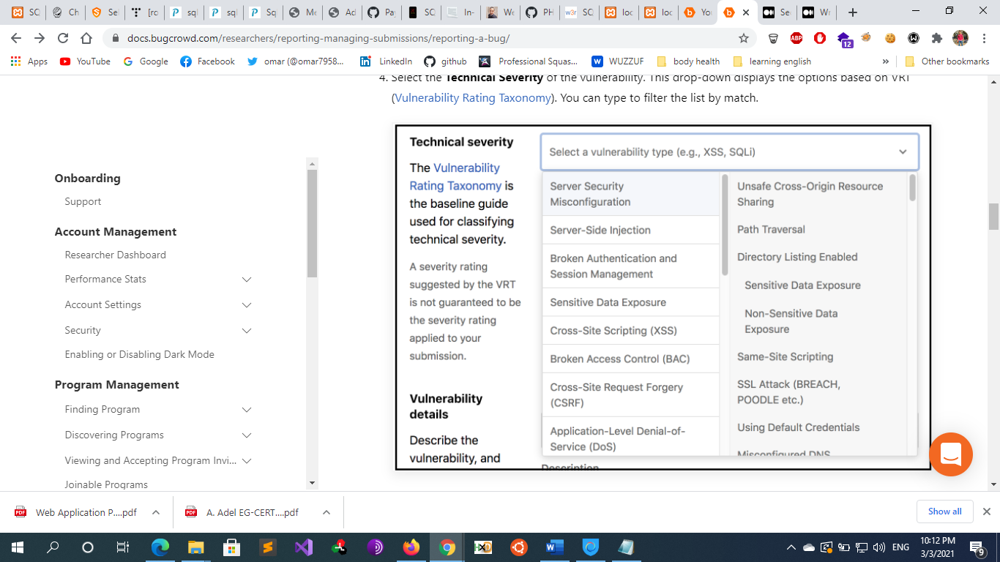 SC
Ch
Sel
[ro
sql
sql
Sq
Me
Ad
Pay
SC
In-
We
PH
w3r SC
loc
loc
You
Se
Wr
docs.bugcrowd.com/researchers/reporting-managing-submissions/reporting-a-bug/
ABP
12
Apps
YouTube
Google
Facebook
omar (@omar7958...
LinkedIn
github
Professional Squas...
WUZZUF
body health
learning english
»
Other bookmarks
4. Select the Technical Severity of the vulnerability. This drop-down displays the options based on VRT
(Vulnerability Rating Taxonomy). You can type to filter the list by match.
Onboarding
Support
Account Management
Researcher Dashboard
Performance Stats
Account Settings
Security
Enabling or Disabling Dark Mode
Program Management
Finding Program
Discovering Programs
Viewing and Accepting Program Invi...
Joinable Programs
Technical severity
The Vulnerability
Rating Taxonomy is
the baseline guide
used for classifying
technical severity.
A severity rating
suggested by the VRT
is not guaranteed to be
the severity rating
applied to your
submission.
Vulnerability
details
Describe the
vulnerability, and
Select a vulnerability type (e.g., XSS, SQLi)
Server Security
Misconfiguration
Server-Side Injection
Broken Authentication and
Session Management
Sensitive Data Exposure
Cross-Site Scripting (XSS)
Broken Access Control (BAC)
Cross-Site Request Forgery
(CSRF)
Application-Level Denial-of-
Service (DoS)
Unsafe Cross-Origin Resource
Sharing
Path Traversal
Directory Listing Enabled
Sensitive Data Exposure
Non-Sensitive Data
Exposure
Same-Site Scripting
SSL Attack (BREACH,
POODLE etc.)
Using Default Credentials
Misconfigured DNS
Description
Web Application P....pdf
A. Adel EG-CERT....pdf
Show all
ENG
10:12 PM
3/3/2021
9